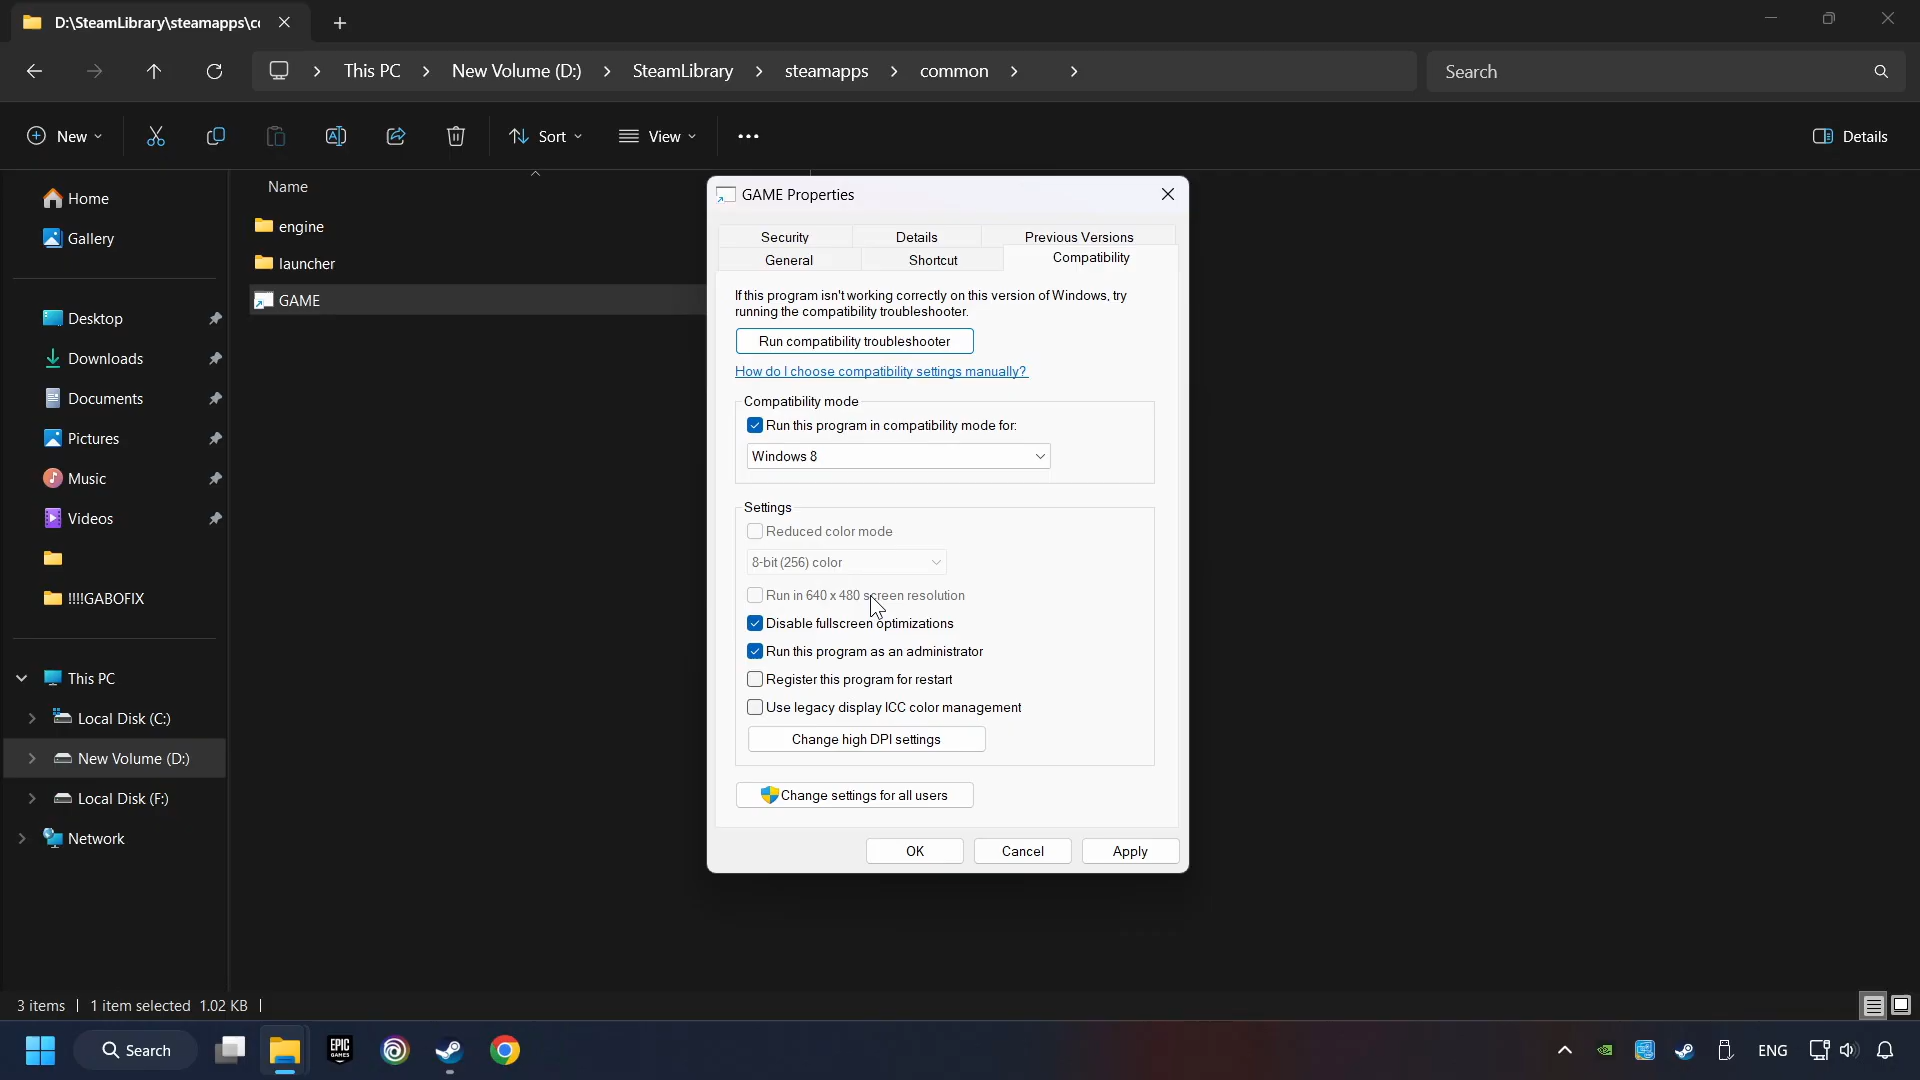 D:\SteamLibrary\steamapps\cc
This PC
New Volume (D:)
SteamLibrary
steamapps
common
Search
New
Sort
View
Details
Home
Gallery
Desktop
Downloads
Documents
Pictures
Music
Videos
!!!!GABOFIX
This PC
Local Disk (C:)
New Volume (D:)
Local Disk (F:)
Network
Name
engine
launcher
GAME
GAME Properties
Security
Details
Previous Versions
General
Shortcut
Compatibility
If this program isn't working correctly on this version of Windows, try
running the compatibility troubleshooter.
Run compatibility troubleshooter
How do I choose compatibility settings manually?
Compatibility mode
Run this program in compatibility mode for:
Windows 8
Settings
Reduced color mode
8-bit (256) color
Run in 640 x 480 screen resolution
Disable fullscreen optimizations
Run this program as an administrator
Register this program for restart
Use legacy display ICC color management
Change high DPI settings
Change settings for all users
OK
Cancel
Apply
3 items
1 item selected 1.02 KB
Search
EPIC
GAMES
ENG